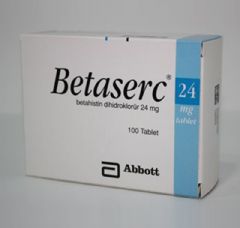 Betaserc®
betahistin dihidroklorür 24 mg
100 Tablet
Abbott
24
mg
tablet